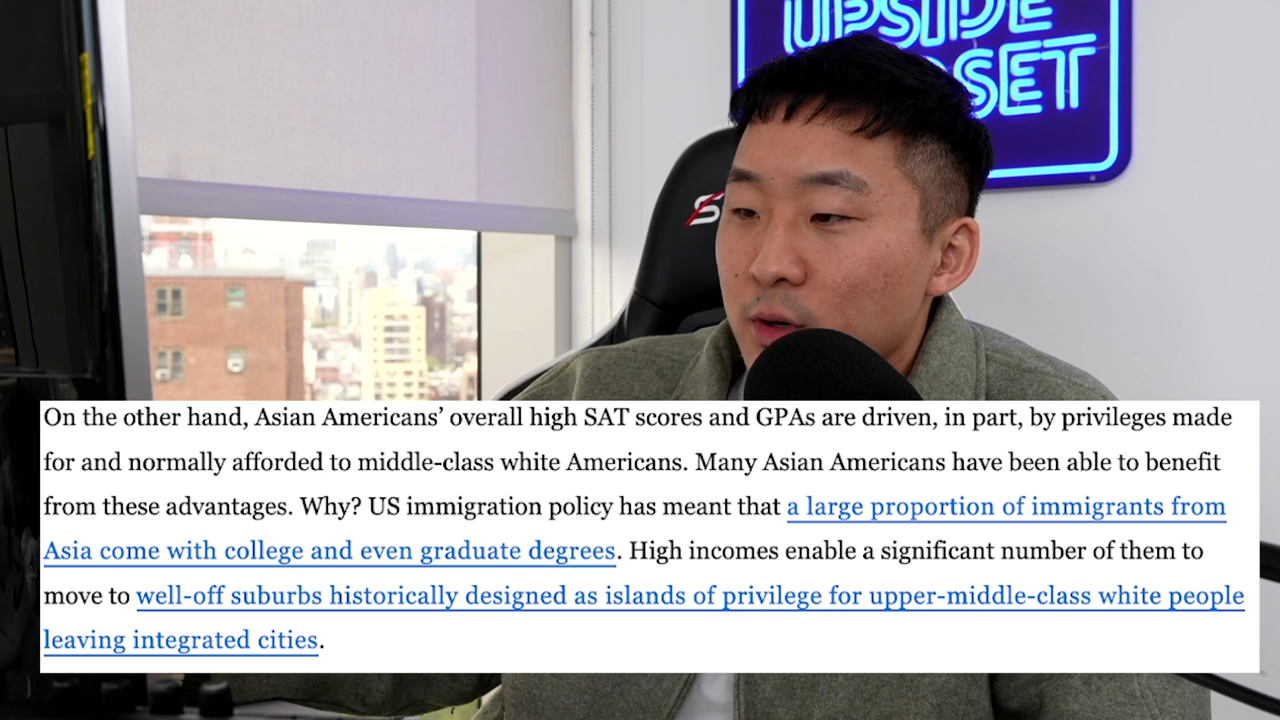 UPSIDE
SET
S
On the other hand, Asian Americans’ overall high SAT scores and GPAs are driven, in part, by privileges made
for and normally afforded to middle-class white Americans. Many Asian Americans have been able to benefit
from these advantages. Why? US immigration policy has meant that a large proportion of immigrants from
Asia come with college and even graduate degrees. High incomes enable a significant number of them to
move to well-off suburbs historically designed as islands of privilege for upper-middle-class white people
leaving integrated cities.